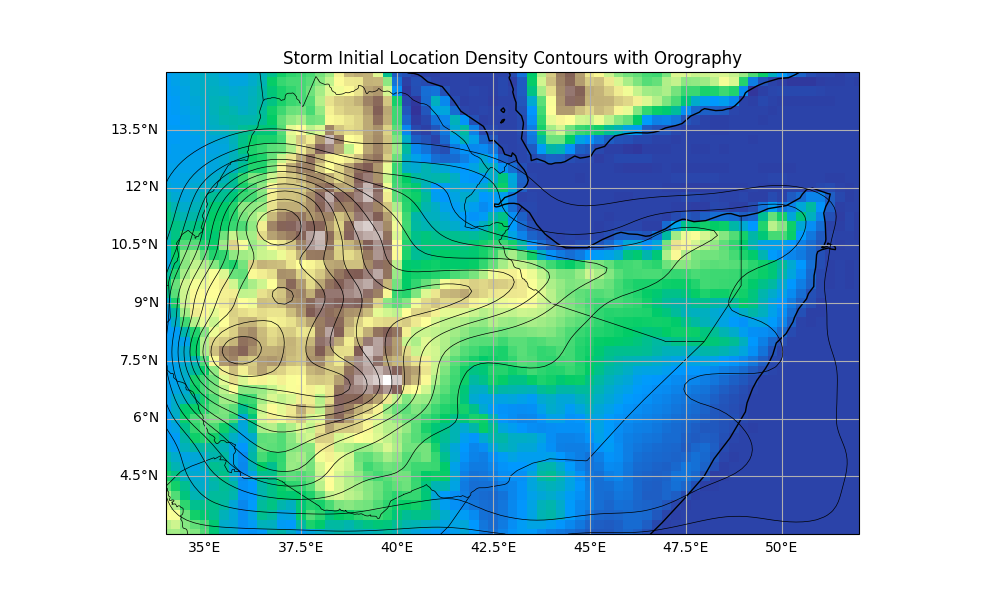 Storm Initial Location Density Contours with Orography
13.5°N
12°N
10.5°N
9°N
7.5°N
6°N
4.5°N
35°E 37.5°E 40°E 42.5°E 45°E 47.5°E 50°E